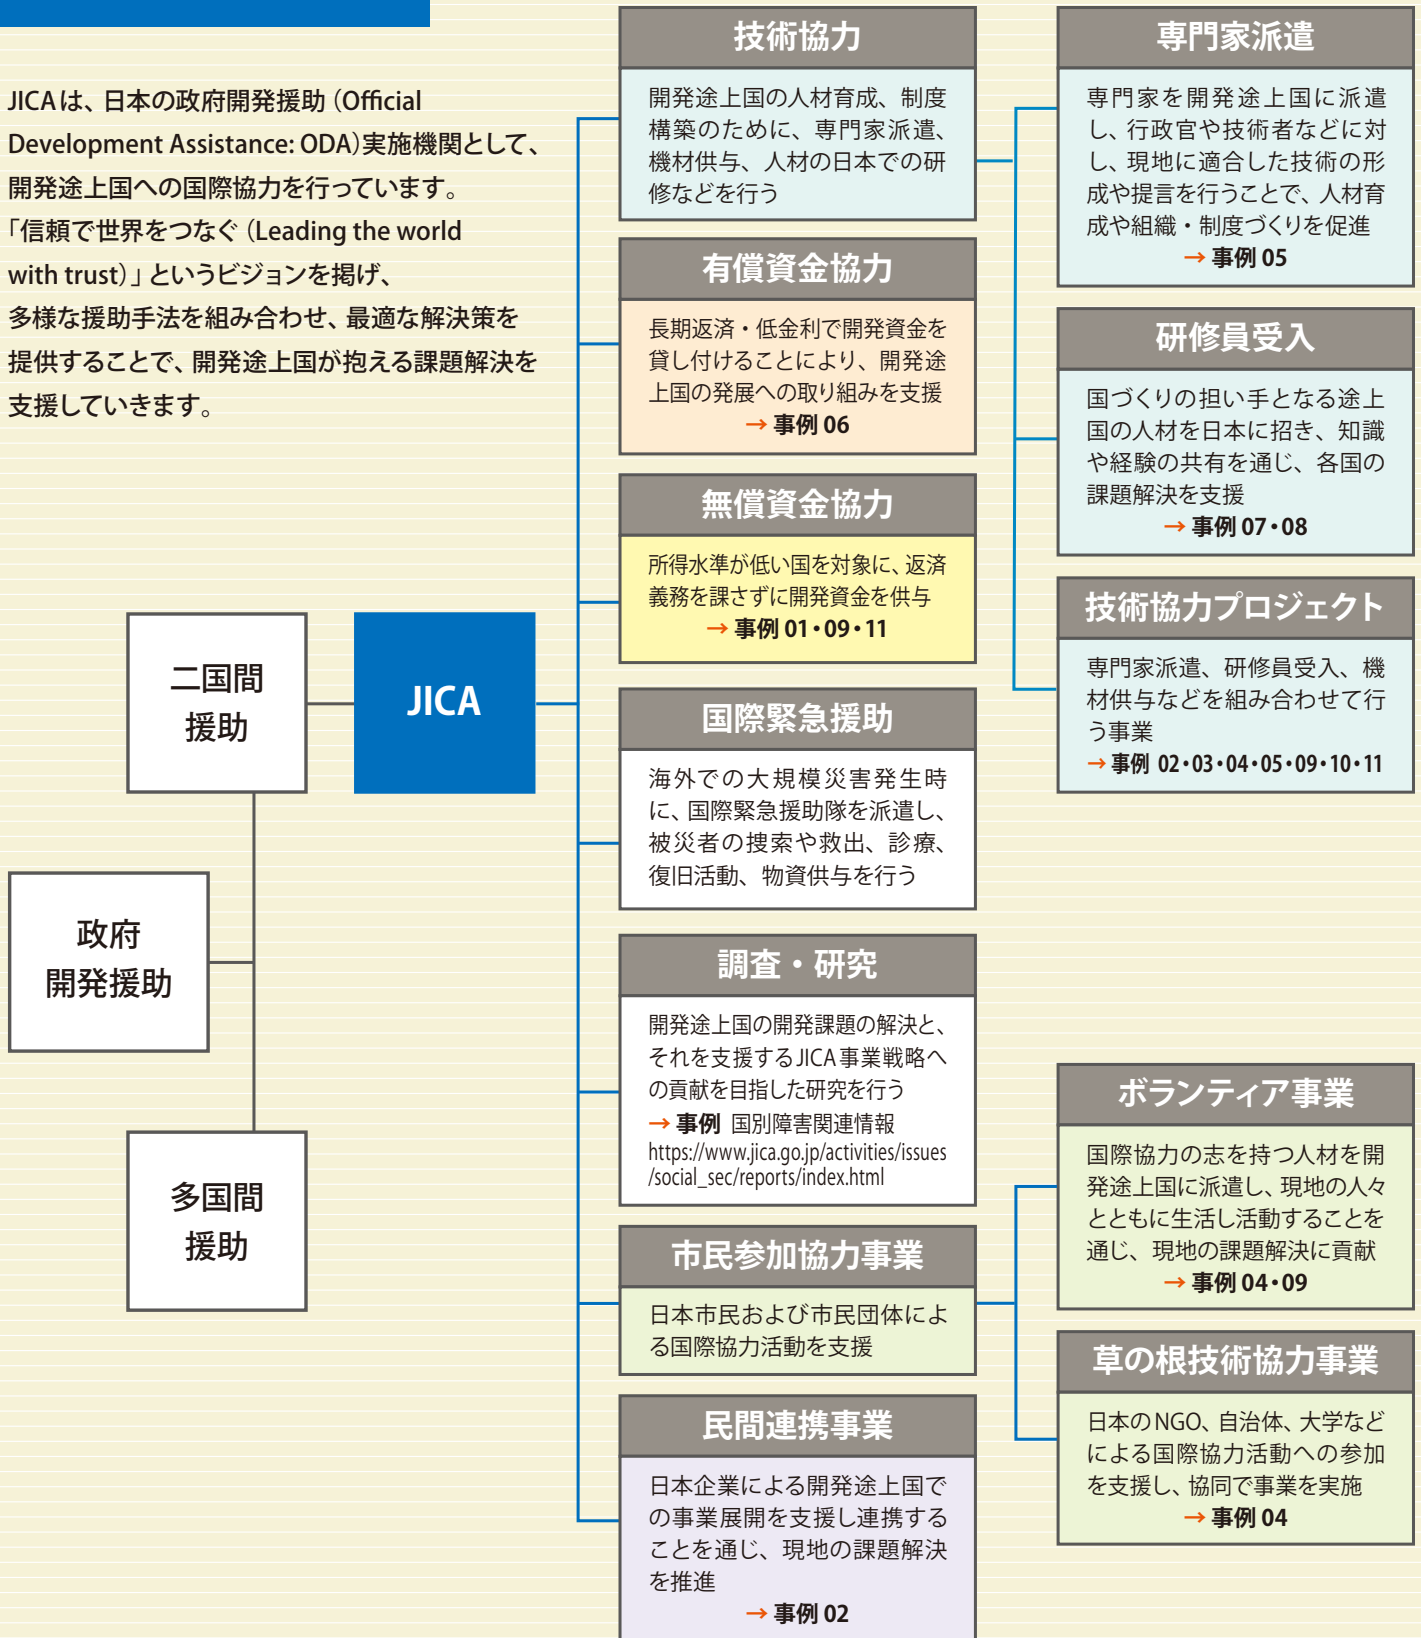 JICAは、日本の政府開発援助（Official
Development Assistance: ODA）実施機関として、
開発途上国への国際協力を行っています。
「信頼で世界をつなぐ（Leading the world
with trust）」というビジョンを掲げ、
多様な援助手法を組み合わせ、最適な解決策を
提供することで、開発途上国が抱える課題解決を
支援していきます。
政府
開発援助
二国間
援助
多国間
援助
JICA
技術協力
開発途上国の人材育成、制度
構築のために、専門家派遣、
機材供与、人材の日本での研
修などを行う
有償資金協力
長期返済・低金利で開発資金を
貸し付けることにより、開発途
上国の発展への取り組みを支援
→ 事例 06
無償資金協力
所得水準が低い国を対象に、返済
義務を課さずに開発資金を供与
→ 事例 01・09・11
国際緊急援助
海外での大規模災害発生時
に、国際緊急援助隊を派遣し、
被災者の捜索や救出、診療、
復旧活動、物資供与を行う
調査・研究
開発途上国の開発課題の解決と、
それを支援するJICA事業戦略へ
の貢献を目指した研究を行う
→ 事例 国別障害関連情報
https://www.jica.go.jp/activities/issues
/social_sec/reports/index.html
市民参加協力事業
日本市民および市民団体によ
る国際協力活動を支援
民間連携事業
日本企業による開発途上国で
の事業展開を支援し連携する
ことを通じ、現地の課題解決
を推進
→ 事例 02
専門家派遣
専門家を開発途上国に派遣
し、行政官や技術者などに対
し、現地に適合した技術の形
成や提言を行うことで、人材育
成や組織・制度づくりを促進
→ 事例 05
研修員受入
国づくりの担い手となる途上
国の人材を日本に招き、知識
や経験の共有を通じ、各国の
課題解決を支援
→ 事例 07・08
技術協力プロジェクト
専門家派遣、研修員受入、機
材供与などを組み合わせて行
う事業
→ 事例 02・03・04・05・09・10・11
ボランティア事業
国際協力の志を持つ人材を開
発途上国に派遣し、現地の人々
とともに生活し活動することを
通じ、現地の課題解決に貢献
→ 事例 04・09
草の根技術協力事業
日本のNGO、自治体、大学など
による国際協力活動への参加
を支援し、協同で事業を実施
→ 事例 04